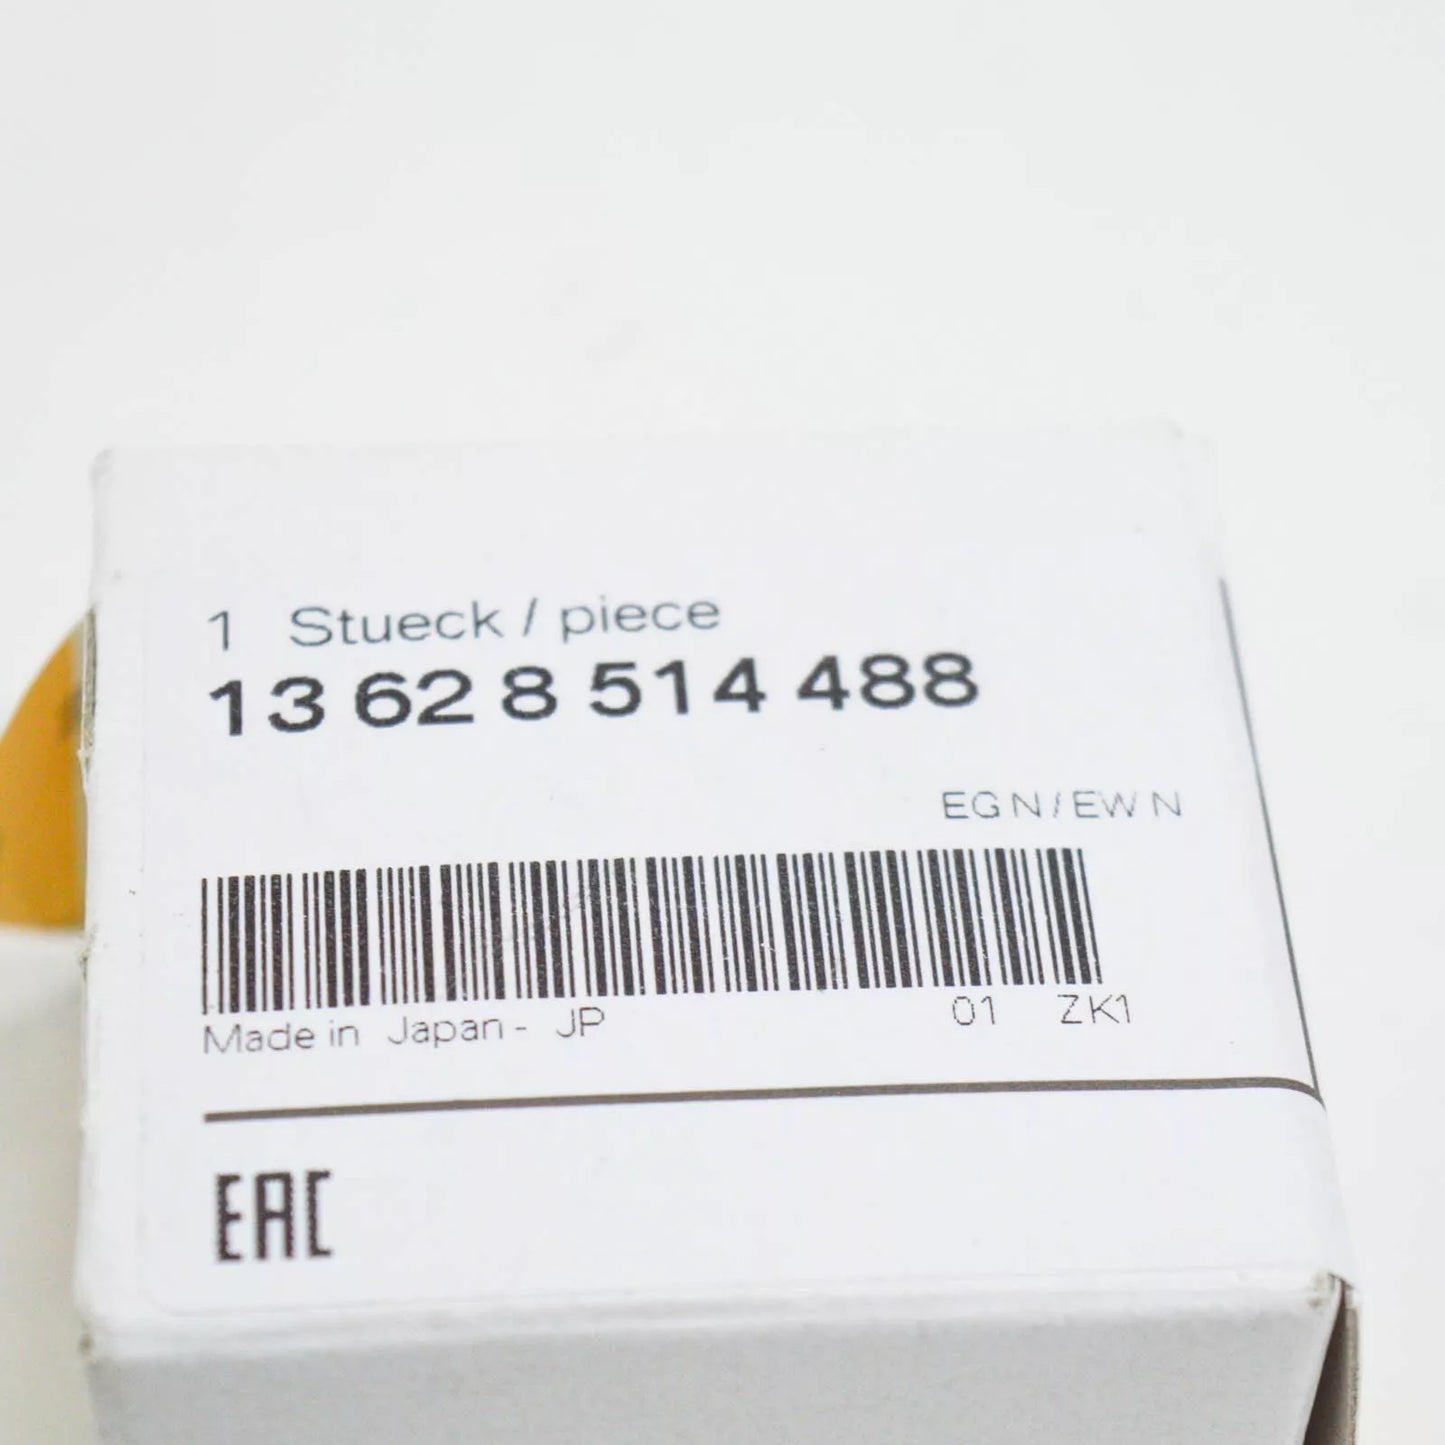 1 Stueck / piece
13 62 8 514 488
EGN/EWN
Made in Japan - JP 01 ZK1
EAC